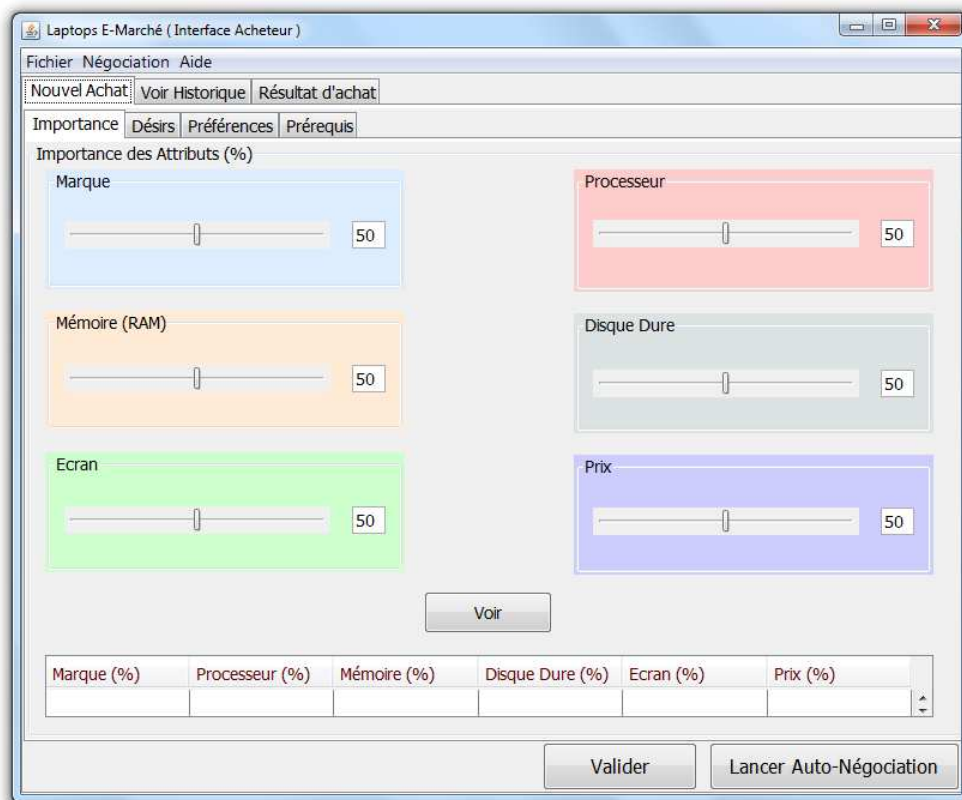 Laptops E-Marché ( Interface Acheteur )
Fichier Négociation Aide
Nouvel Achat Voir Historique Résultat d'achat
Importance Désirs Préférences Prérequis
Importance des Attributs (%)
Marque Processeur
50 50
Mémoire (RAM) Disque Dure
50 50
Ecran Prix
50 50
Voir
Marque (%) Processeur (%) Mémoire (%) Disque Dure (%) Ecran (%) Prix (%)
Valider Lancer Auto-Négociation